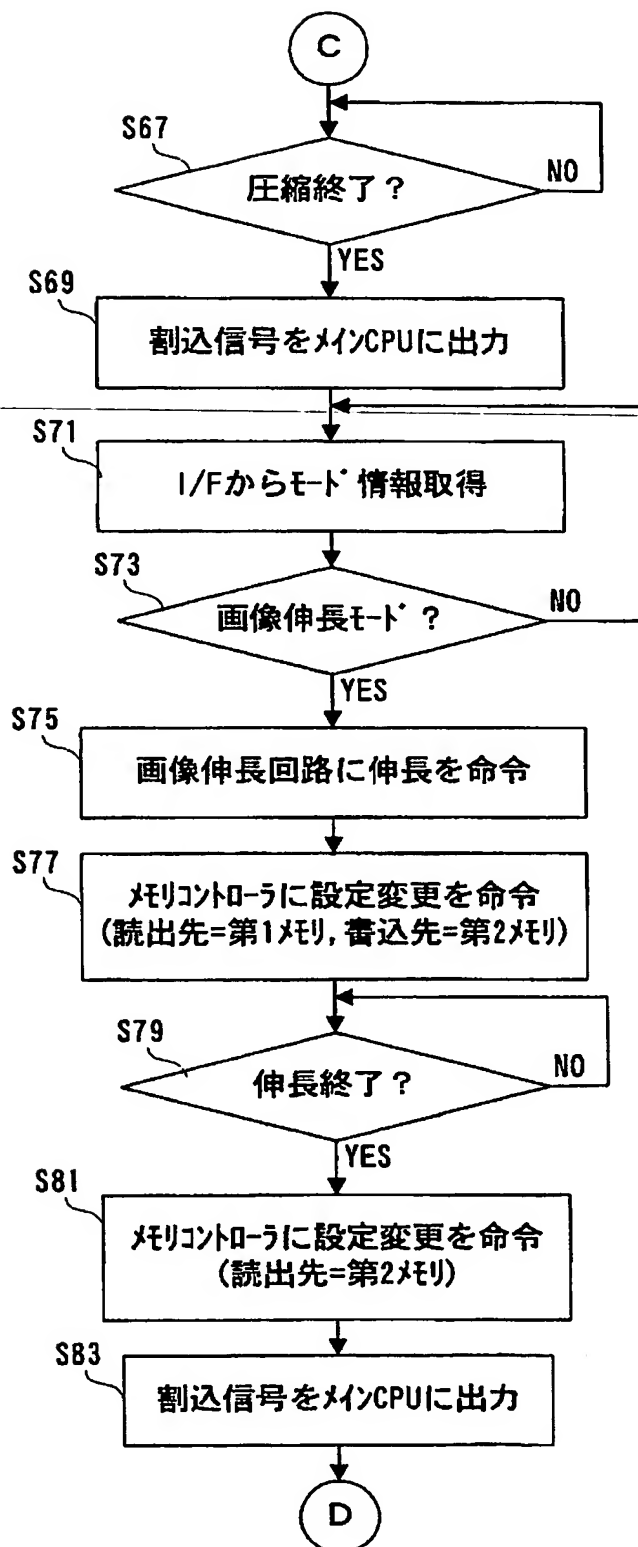 C
S67
圧縮終了？
NO
YES
S69
割込信号をﾒｲﾝCPUに出力
S71
I/Fからﾓｰﾄﾞ情報取得
S73
画像伸長ﾓｰﾄﾞ？
NO
YES
S75
画像伸長回路に伸長を命令
S77
ﾒﾓﾘｺﾝﾄﾛｰﾗに設定変更を命令
(読出先=第1ﾒﾓﾘ,書込先=第2ﾒﾓﾘ)
S79
伸長終了？
NO
YES
S81
ﾒﾓﾘｺﾝﾄﾛｰﾗに設定変更を命令
(読出先=第2ﾒﾓﾘ)
S83
割込信号をﾒｲﾝCPUに出力
D